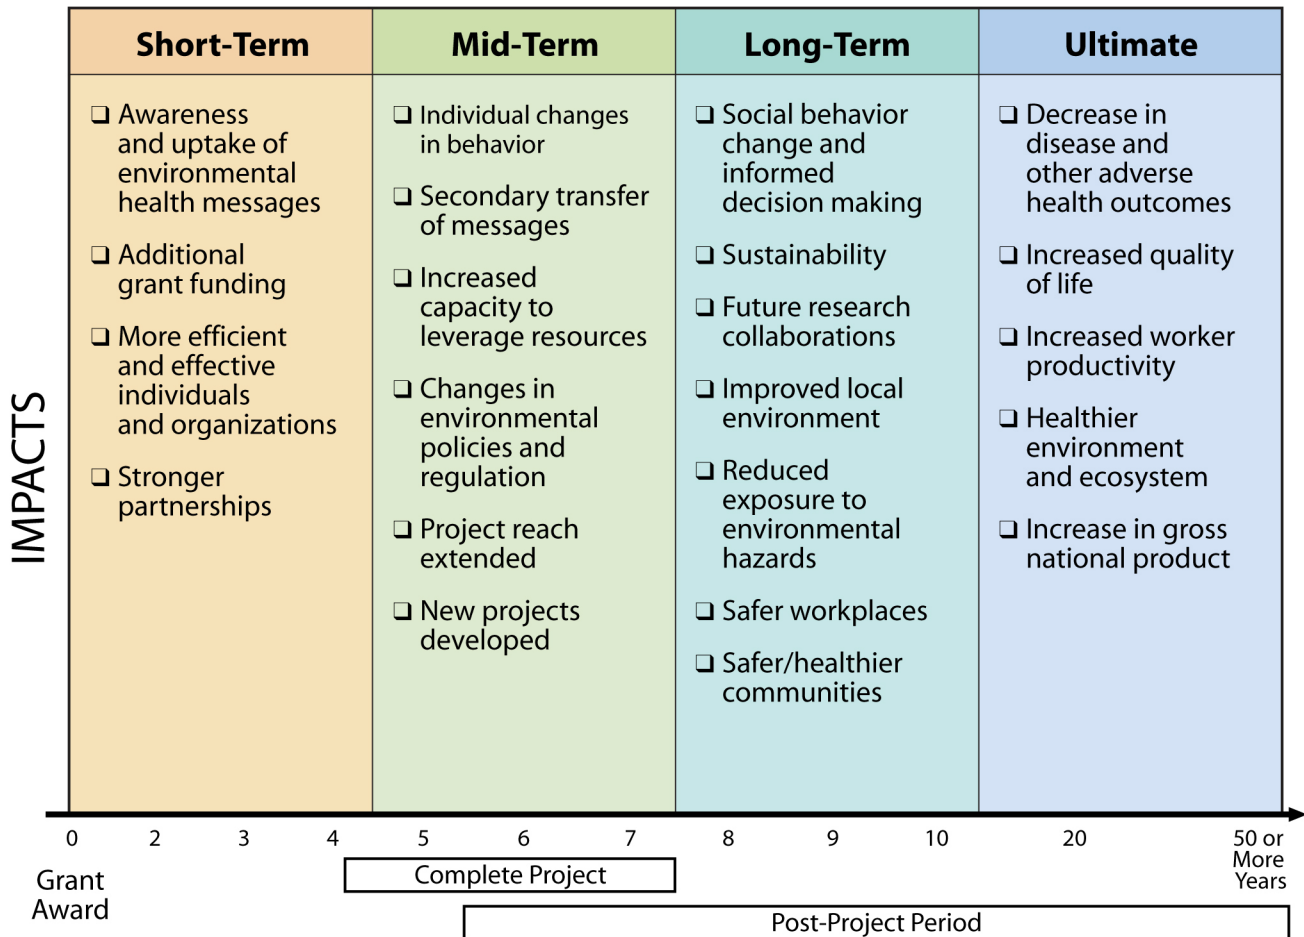 Short-Term
Mid-Term
Long-Term
Ultimate
Awareness
and uptake of
environmental
health messages
Additional
grant funding
More efficient
and effective
individuals
and organizations
Stronger
partnerships
Individual changes
in behavior
Secondary transfer
of messages
Increased
capacity to
leverage resources
Changes in
environmental
policies and
regulation
Project reach
extended
New projects
developed
Social behavior
change and
informed
decision making
Sustainability
Future research
collaborations
Improved local
environment
Reduced
exposure to
environmental
hazards
Safer workplaces
Safer/healthier
communities
Decrease in
disease and
other adverse
health outcomes
Increased quality
of life
Increased worker
productivity
Healthier
environment
and ecosystem
Increase in gross
national product
IMPACTS
0 2 3 4 5 6 7 8 9 10 20 50 or
More
Years
Grant
Award
Complete Project
Post-Project Period